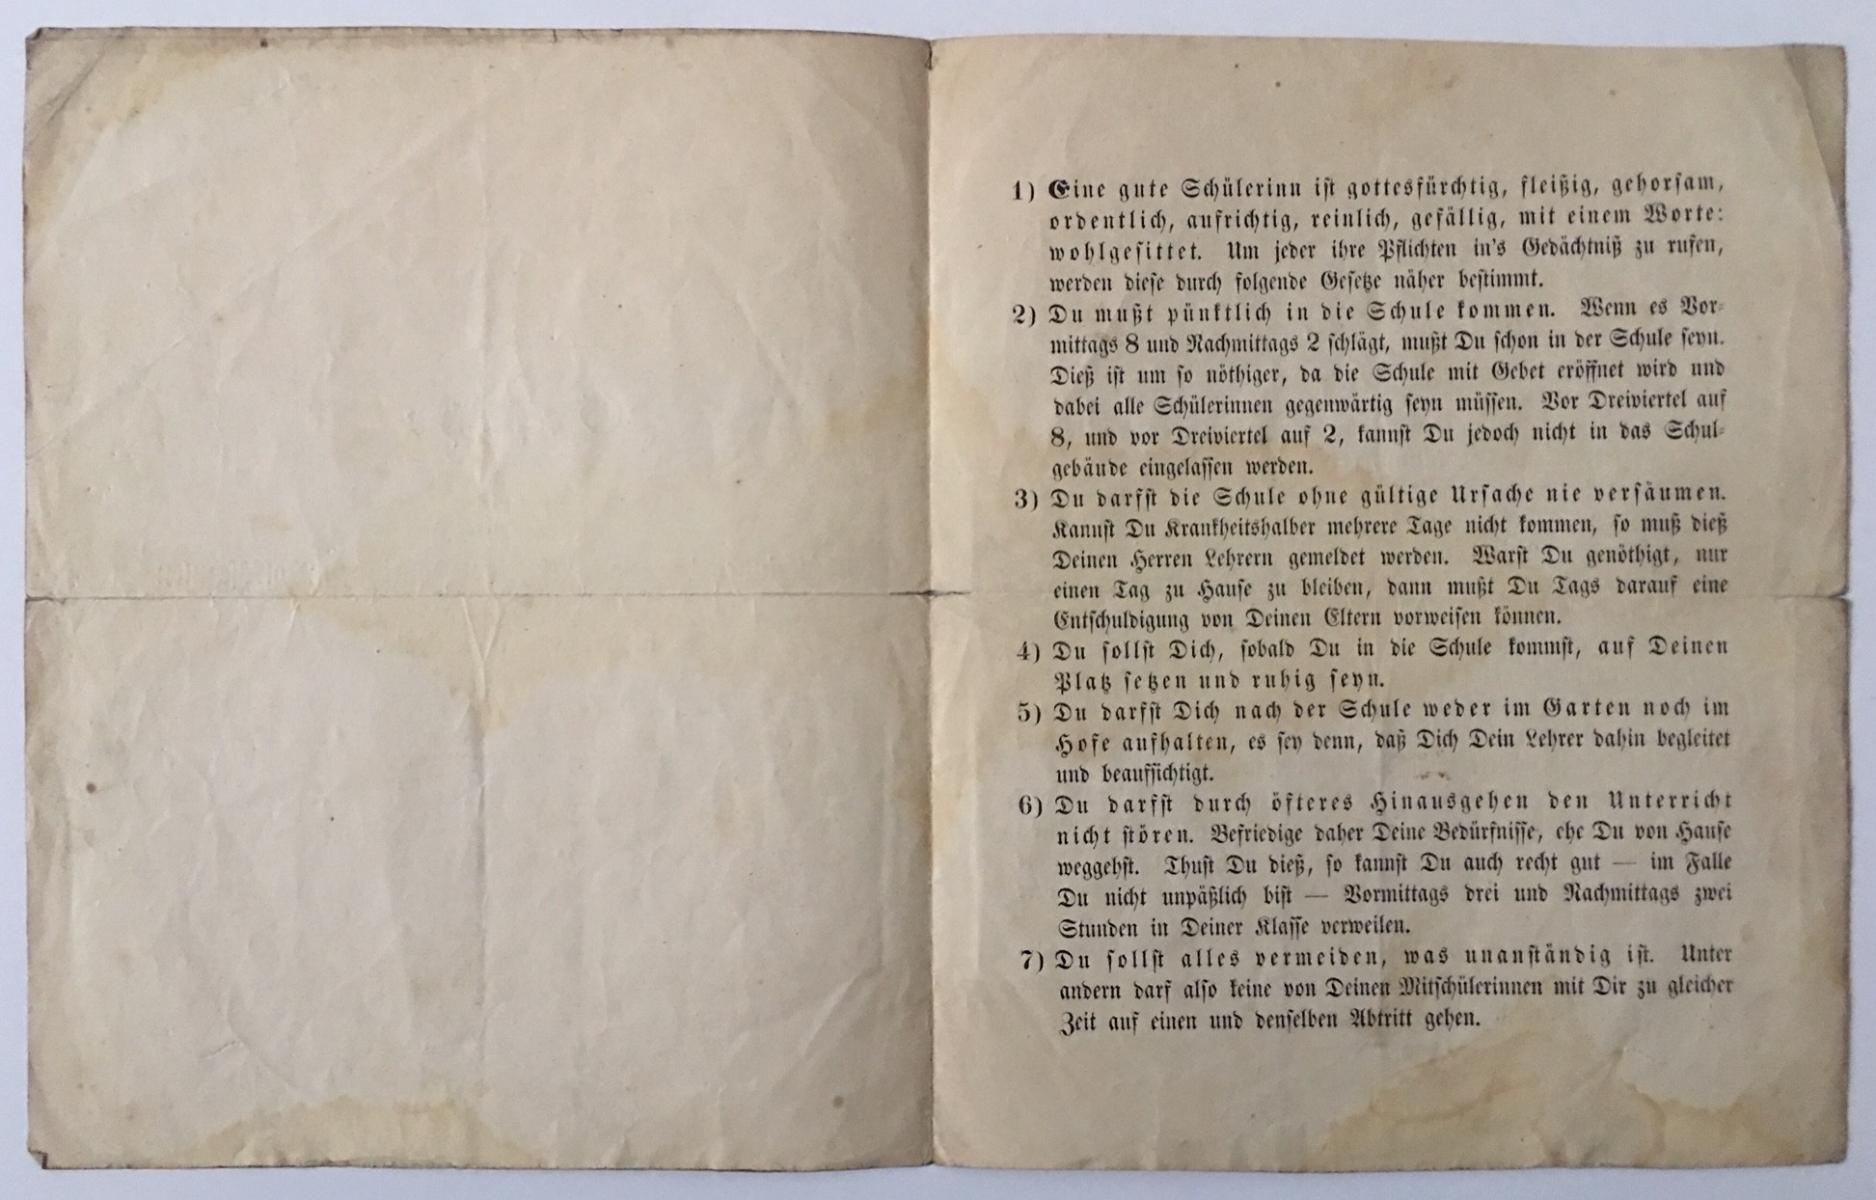 1) Eine gute Schülerinn ist gottesfürchtig, fleißig, gehorsam,
ordentlich, aufrichtig, reinlich, gefällig, mit einem Worte:
wohlgesittet. Um jeder ihre Pflichten in's Gedächtniß zu rufen,
werden diese durch folgende Gesetze näher bestimmt.
2) Du mußt pünktlich in die Schule kommen. Wenn es Vor-
mittags 8 und Nachmittags 2 schlägt, mußt Du schon in der Schule seyn.
Dieß ist um so nöthiger, da die Schule mit Gebet eröffnet wird und
dabei alle Schülerinnen gegenwärtig seyn müssen. Vor Dreiviertel auf
8, und vor Dreiviertel auf 2, kannst Du jedoch nicht in das Schul-
gebäude eingelassen werden.
3) Du darfst die Schule ohne gültige Ursache nie versäumen.
Kannst Du Krankheitshalber mehrere Tage nicht kommen, so muß dieß
Deinen Herren Lehrern gemeldet werden. Warst Du genöthigt, nur
einen Tag zu Hause zu bleiben, dann mußt Du Tags darauf eine
Entschuldigung von Deinen Eltern vorweisen können.
4) Du sollst Dich, sobald Du in die Schule kommst, auf Deinen
Platz setzen und ruhig seyn.
5) Du darfst Dich nach der Schule weder im Garten noch im
Hofe aufhalten, es sey denn, daß Dich Dein Lehrer dahin begleitet
und beaufsichtigt.
6) Du darfst durch öfteres Hinausgehen den Unterricht
nicht stören. Befriedige daher Deine Bedürfnisse, ehe Du von Hause
weggehst. Thust Du dieß, so kannst Du auch recht gut — im Falle
Du nicht unpäßlich bist — Vormittags drei und Nachmittags zwei
Stunden in Deiner Klasse verweilen.
7) Du sollst alles vermeiden, was unanständig ist. Unter
andern darf also keine von Deinen Mitschülerinnen mit Dir zu gleicher
Zeit auf einen und denselben Abtritt gehen.